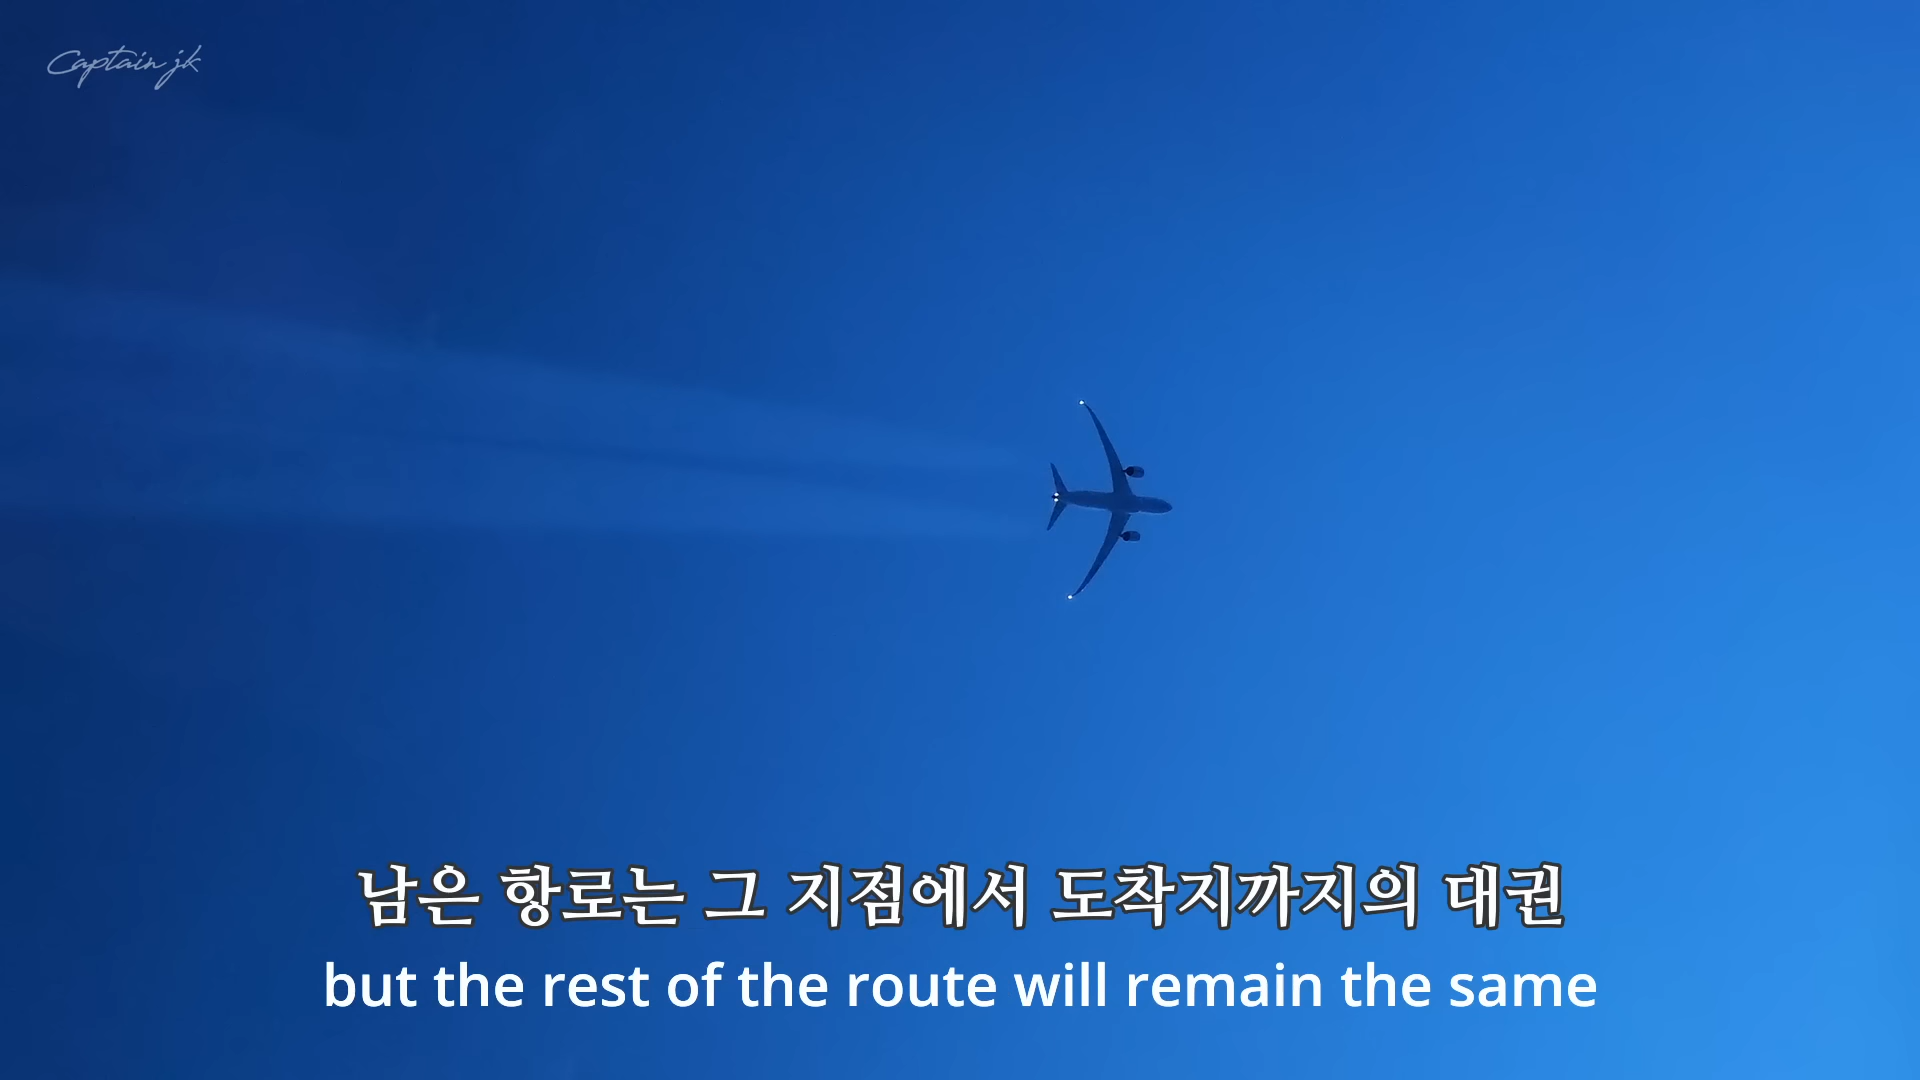 Captain jk
남은 항로는 그 지점에서 도착지까지의 대권
but the rest of the route will remain the same